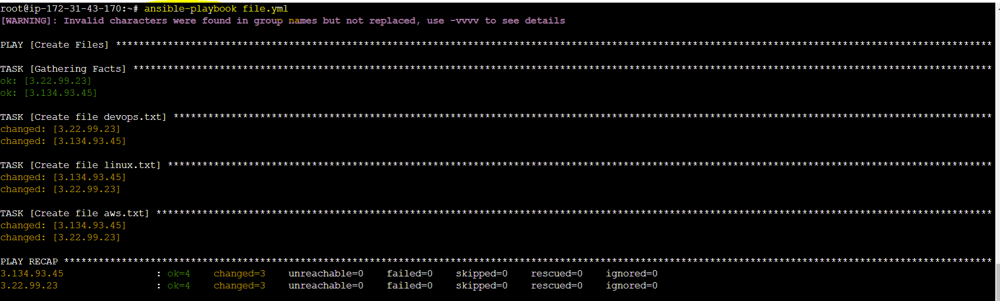 root@ip-172-31-43-170:~# ansible-playbook file.yml
[WARNING]: Invalid characters were found in group names but not replaced, use -vvvv to see details
PLAY [Create Files] ********************************************************************************************************************************************************
TASK [Gathering Facts] *****************************************************************************************************************************************************
ok: [3.22.99.23]
ok: [3.134.93.45]
TASK [Create file devops.txt] **********************************************************************************************************************************************
changed: [3.22.99.23]
changed: [3.134.93.45]
TASK [Create file linux.txt] ***********************************************************************************************************************************************
changed: [3.134.93.45]
changed: [3.22.99.23]
TASK [Create file aws.txt] *************************************************************************************************************************************************
changed: [3.134.93.45]
changed: [3.22.99.23]
PLAY RECAP *****************************************************************************************************************************************************************
3.134.93.45                : ok=4    changed=3    unreachable=0    failed=0    skipped=0    rescued=0    ignored=0
3.22.99.23                 : ok=4    changed=3    unreachable=0    failed=0    skipped=0    rescued=0    ignored=0